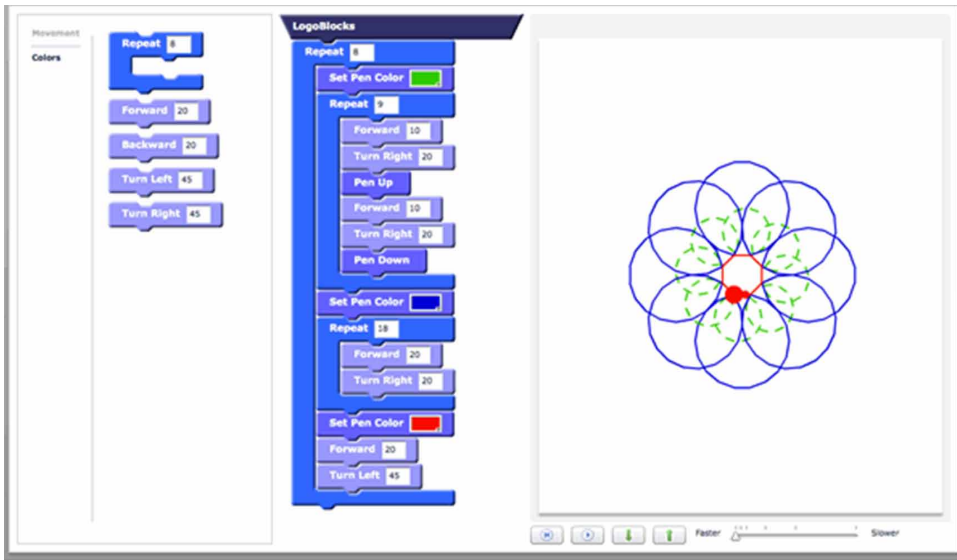 Movement
Colors
Repeat 8
Forward 20
Backward 20
Turn Left 45
Turn Right 45
LogoBlocks
Repeat 8
Set Pen Color
Repeat 9
Forward 10
Turn Right 20
Pen Up
Forward 10
Turn Right 20
Pen Down
Set Pen Color
Repeat 18
Forward 20
Turn Right 20
Set Pen Color
Forward 20
Turn Left 45
Faster
Slower